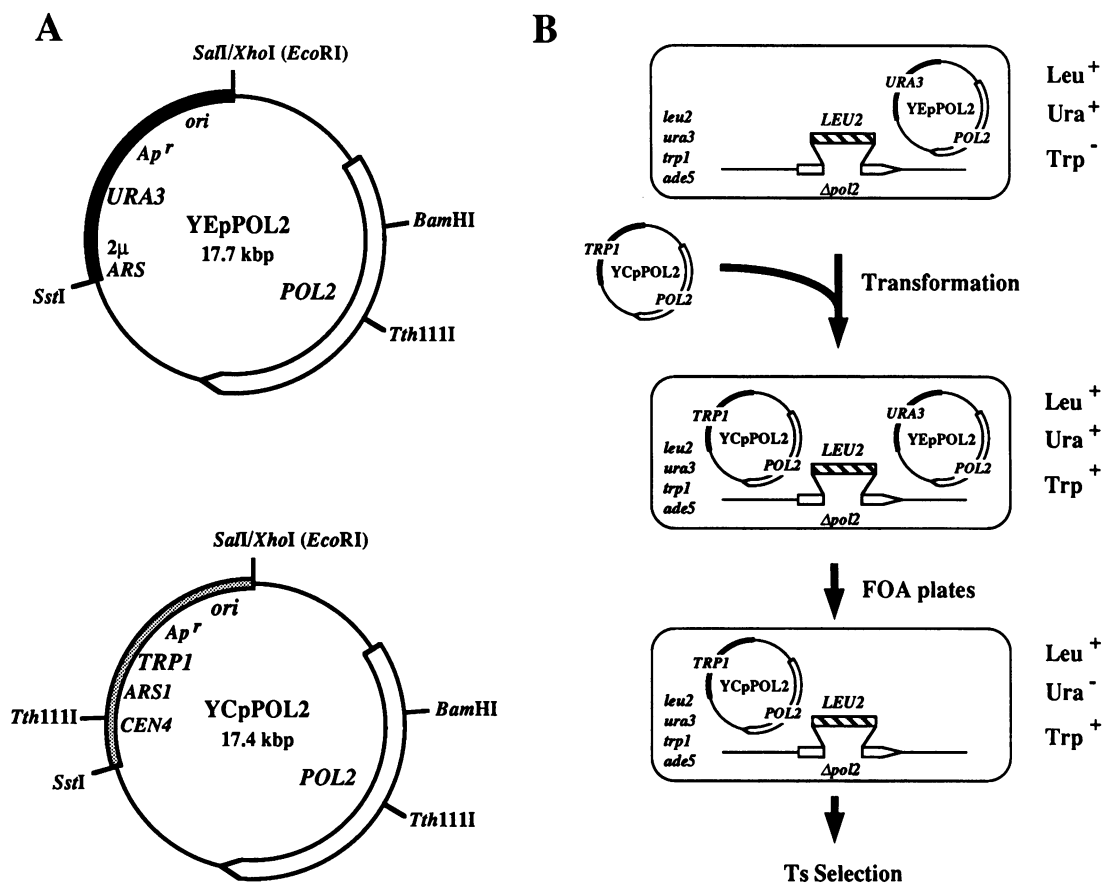 A
SalI/XhoI (EcoRI)
ori
Ap r
URA3
2μ
ARS
SstI
YEpPOL2
17.7 kbp
BamHI
POL2
Tth111I
SalI/XhoI (EcoRI)
ori
Ap r
TRP1
ARS1
CEN4
Tth111I
SstI
YCpPOL2
17.4 kbp
BamHI
POL2
Tth111I
B
leu2
ura3
trp1
ade5
LEU2
Δpol2
URA3
YEpPOL2
POL2
Leu +
Ura +
Trp -
TRP1
YCpPOL2
POL2
Transformation
TRP1
YCpPOL2
POL2
leu2
ura3
trp1
ade5
LEU2
Δpol2
URA3
YEpPOL2
POL2
Leu +
Ura +
Trp +
FOA plates
TRP1
YCpPOL2
POL2
leu2
ura3
trp1
ade5
LEU2
Δpol2
Leu +
Ura -
Trp +
Ts Selection